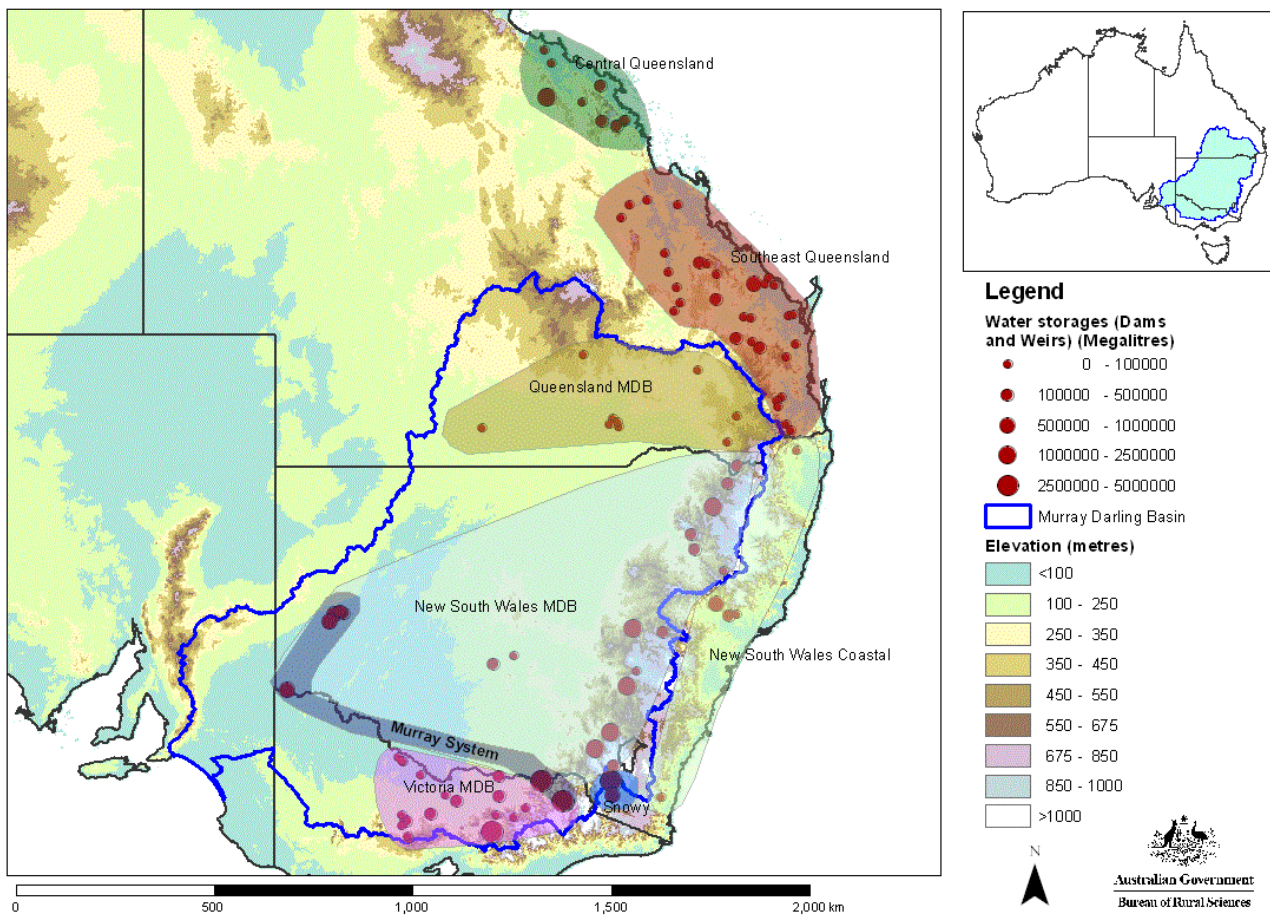 Central Queensland
Southeast Queensland
Queensland MDB
New South Wales MDB
New South Wales Coastal
Murray System
Victoria MDB
Snowy
0
500
1,000
1,500
2,000 km
Legend
Water storages (Dams
and Weirs) (Megalitres)
0 - 100000
100000 - 500000
500000 - 1000000
1000000 - 2500000
2500000 - 5000000
Murray Darling Basin
Elevation (metres)
<100
100 - 250
250 - 350
350 - 450
450 - 550
550 - 675
675 - 850
850 - 1000
>1000
N
Australian Government
Bureau of Rural Sciences